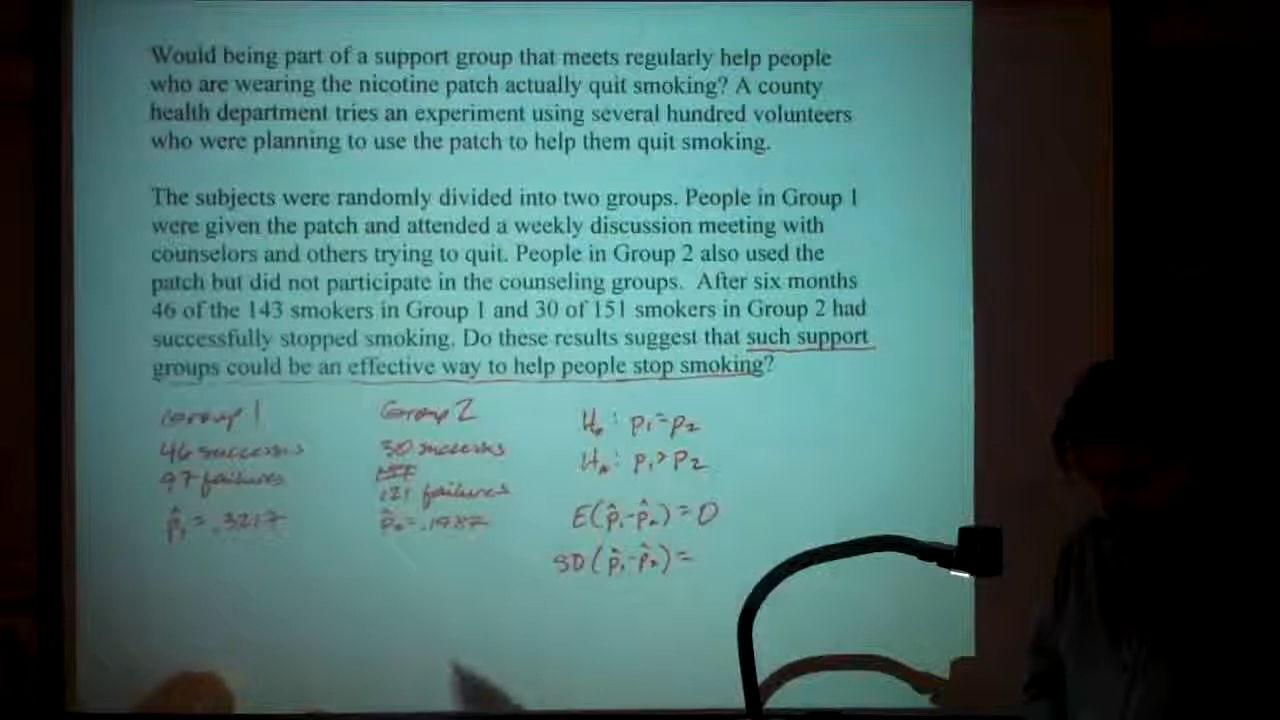 Would being part of a support group that meets regularly help people
who are wearing the nicotine patch actually quit smoking? A county
health department tries an experiment using several hundred volunteers
who were planning to use the patch to help them quit smoking.
The subjects were randomly divided into two groups. People in Group 1
were given the patch and attended a weekly discussion meeting with
counselors and others trying to quit. People in Group 2 also used the
patch but did not participate in the counseling groups. After six months
46 of the 143 smokers in Group 1 and 30 of 151 smokers in Group 2 had
successfully stopped smoking. Do these results suggest that such support
groups could be an effective way to help people stop smoking?
Group 1
46 successes
97 failures
p̂₁ = .3217
Group 2
30 successes
121 failures
p̂₂ = .1987
H₀: p₁=p₂
Hₐ: p₁>p₂
E(p̂₁-p̂₂)=0
SD(p̂₁-p̂₂)=